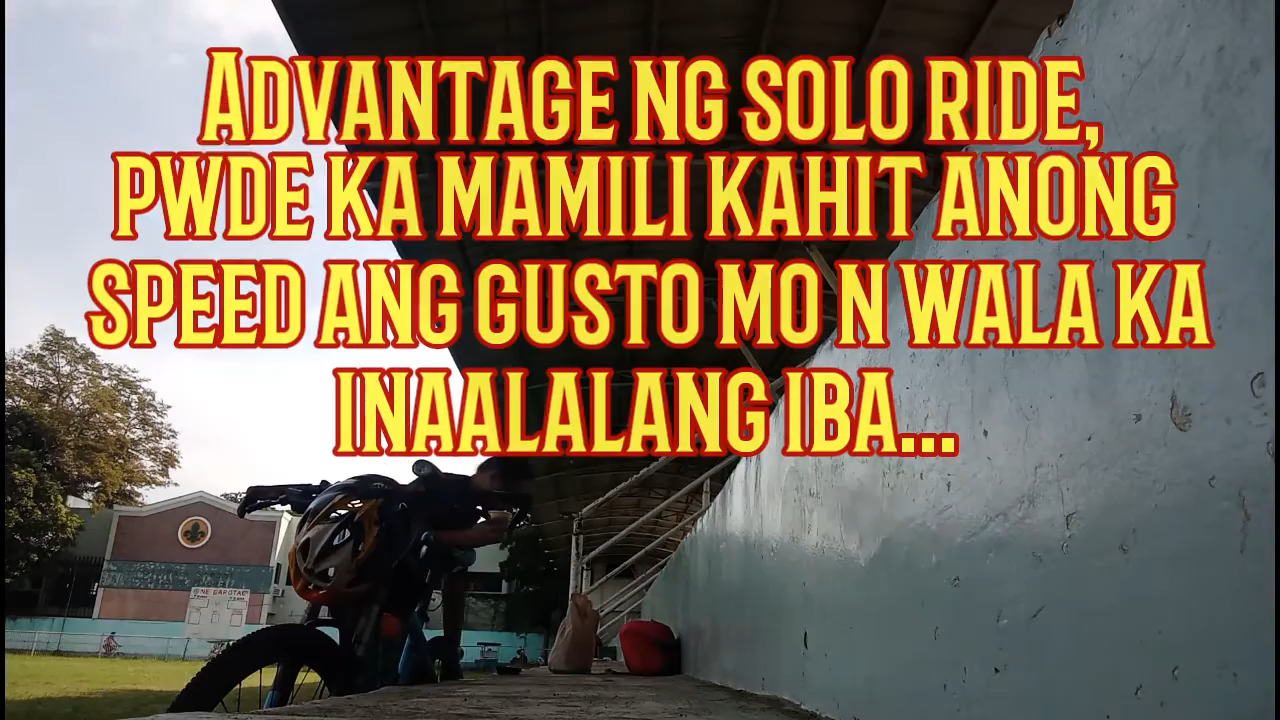 Advantage ng solo ride,
pwde ka mamili kahit anong
speed ang gusto mo n wala ka
inaalalang iba...